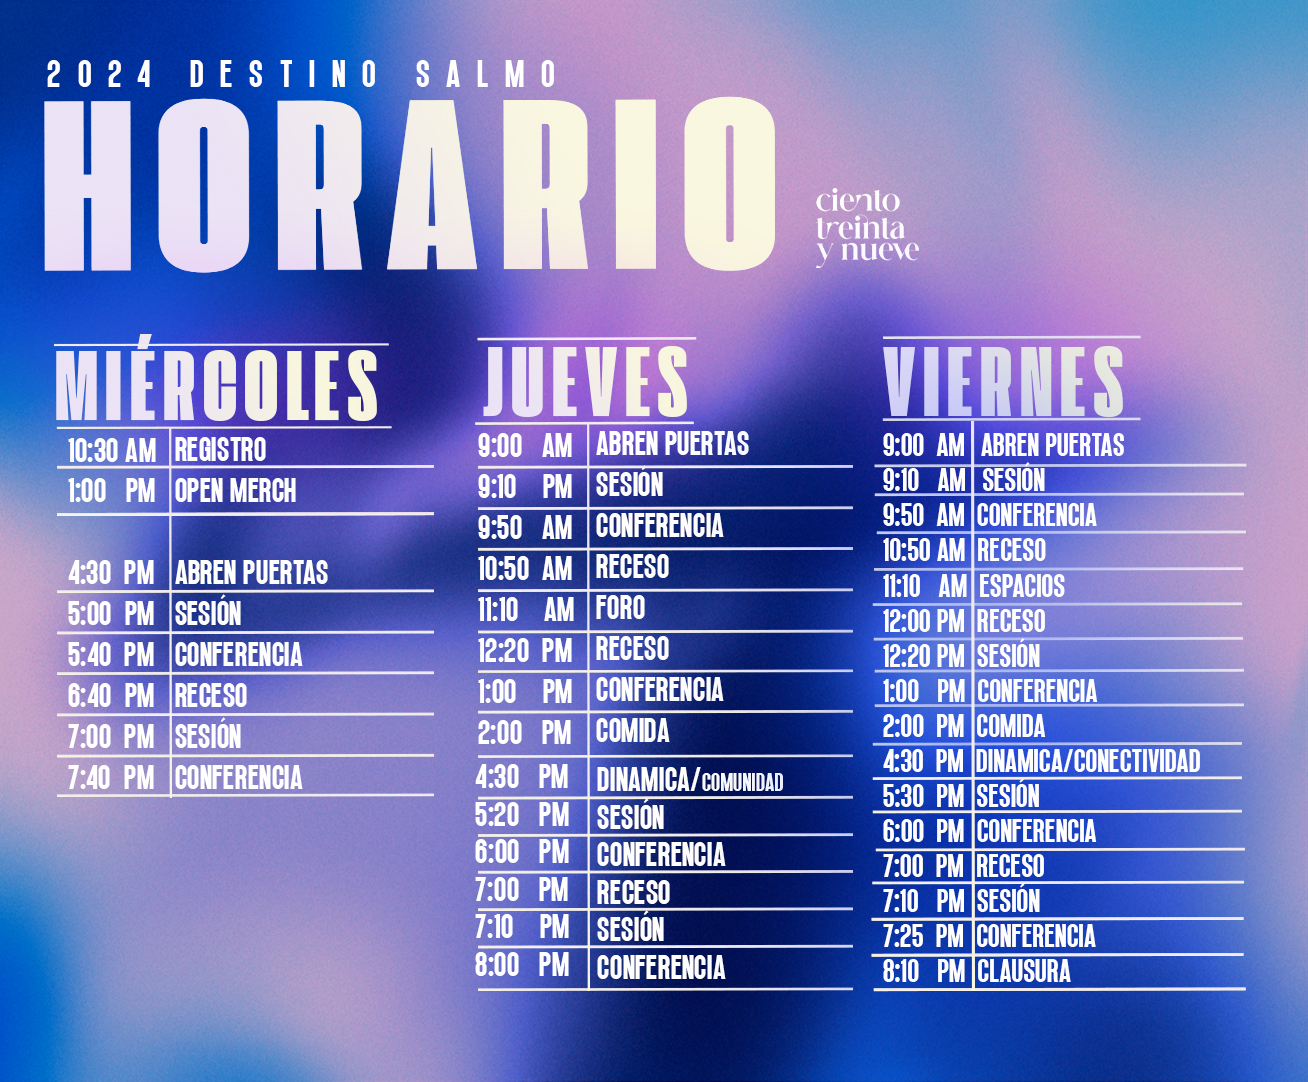 2024 DESTINO SALMO
HORARIO
ciento
treinta
y nueve
MIÉRCOLES
10:30 AM REGISTRO
1:00 PM OPEN MERCH
4:30 PM ABREN PUERTAS
5:00 PM SESIÓN
5:40 PM CONFERENCIA
6:40 PM RECESO
7:00 PM SESIÓN
7:40 PM CONFERENCIA
JUEVES
9:00 AM ABREN PUERTAS
9:10 PM SESIÓN
9:50 AM CONFERENCIA
10:50 AM RECESO
11:10 AM FORO
12:20 PM RECESO
1:00 PM CONFERENCIA
2:00 PM COMIDA
4:30 PM DINAMICA/COMUNIDAD
5:20 PM SESIÓN
6:00 PM CONFERENCIA
7:00 PM RECESO
7:10 PM SESIÓN
8:00 PM CONFERENCIA
VIERNES
9:00 AM ABREN PUERTAS
9:10 AM SESIÓN
9:50 AM CONFERENCIA
10:50 AM RECESO
11:10 AM ESPACIOS
12:00 PM RECESO
12:20 PM SESIÓN
1:00 PM CONFERENCIA
2:00 PM COMIDA
4:30 PM DINAMICA/CONECTIVIDAD
5:30 PM SESIÓN
6:00 PM CONFERENCIA
7:00 PM RECESO
7:10 PM SESIÓN
7:25 PM CONFERENCIA
8:10 PM CLAUSURA